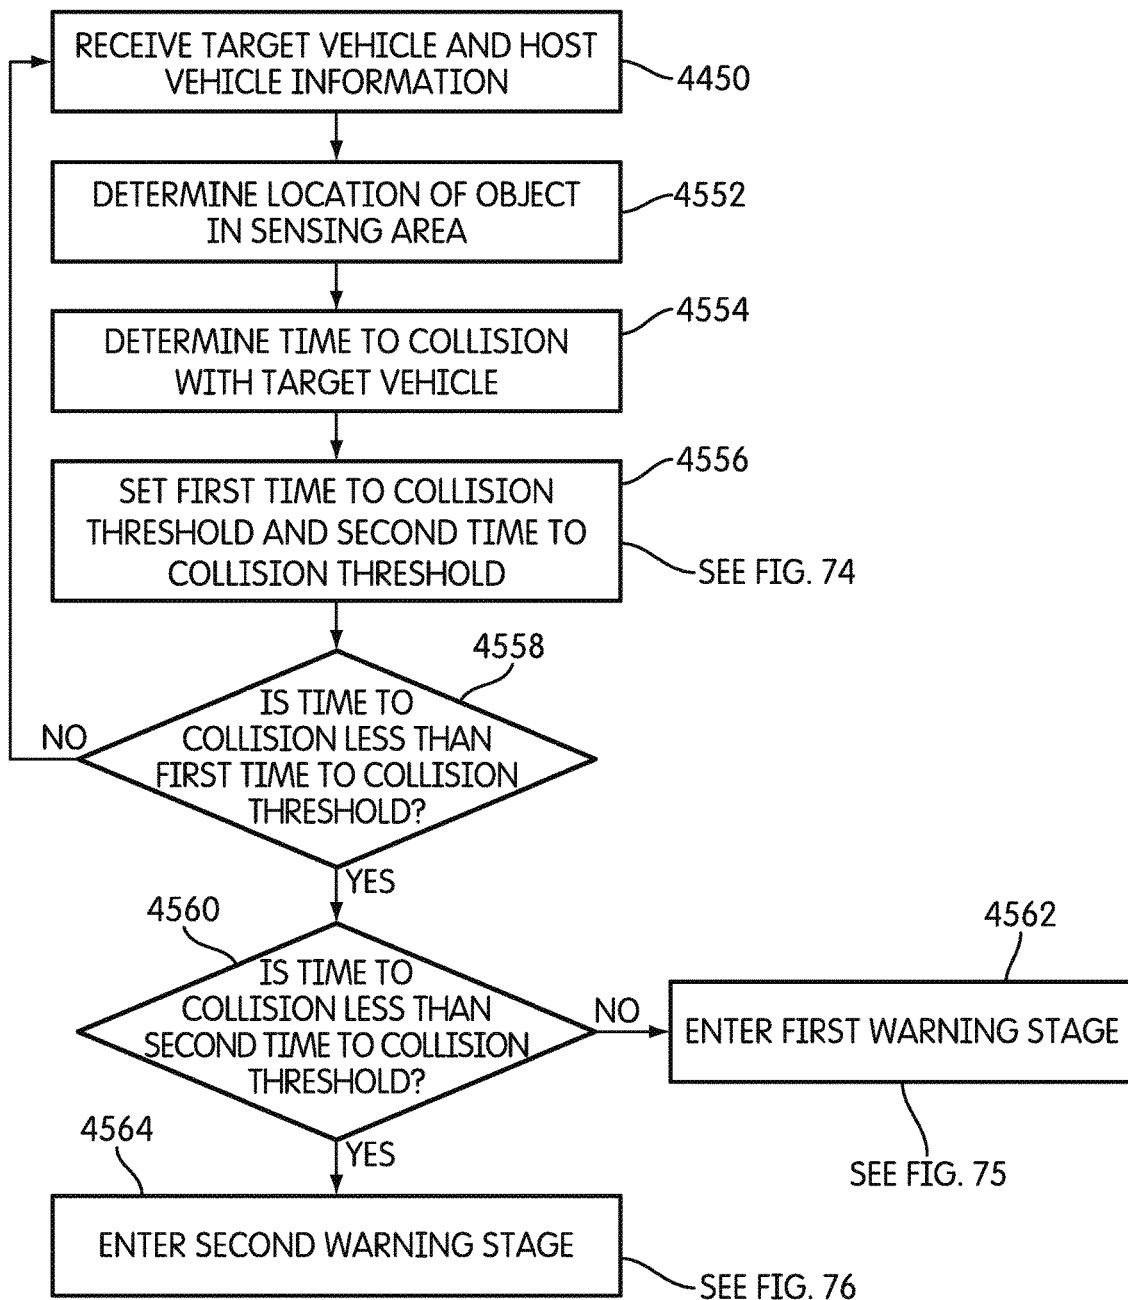 RECEIVE TARGET VEHICLE AND HOST
VEHICLE INFORMATION
4450
DETERMINE LOCATION OF OBJECT
IN SENSING AREA
4552
DETERMINE TIME TO COLLISION
WITH TARGET VEHICLE
4554
SET FIRST TIME TO COLLISION
THRESHOLD AND SECOND TIME TO
COLLISION THRESHOLD
4556
SEE FIG. 74
4558
IS TIME TO
COLLISION LESS THAN
FIRST TIME TO COLLISION
THRESHOLD?
NO
YES
4560
IS TIME TO
COLLISION LESS THAN
SECOND TIME TO COLLISION
THRESHOLD?
NO
4562
ENTER FIRST WARNING STAGE
SEE FIG. 75
YES
4564
ENTER SECOND WARNING STAGE
SEE FIG. 76